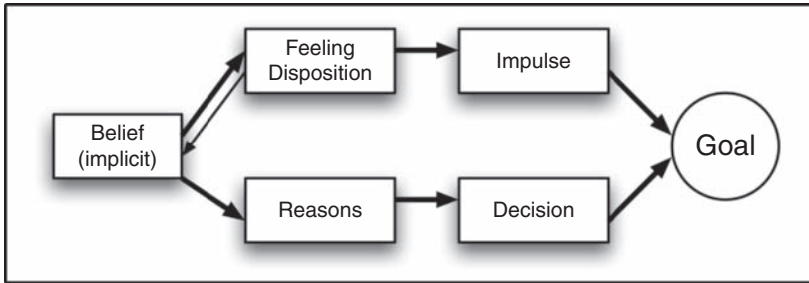 Feeling
Disposition
Impulse
Belief
(implicit)
Goal
Reasons
Decision